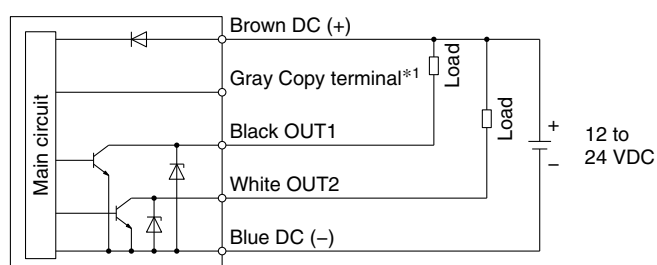 Brown DC (+)
Gray Copy terminal*1
Black OUT1
White OUT2
Blue DC (−)
Main circuit
Load
Load
+
−
12 to
24 VDC